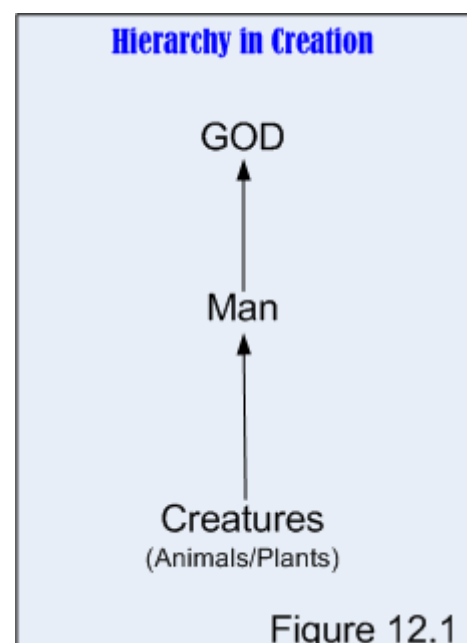 Hierarchy in Creation
GOD
Man
Creatures
(Animals/Plants)
Figure 12.1